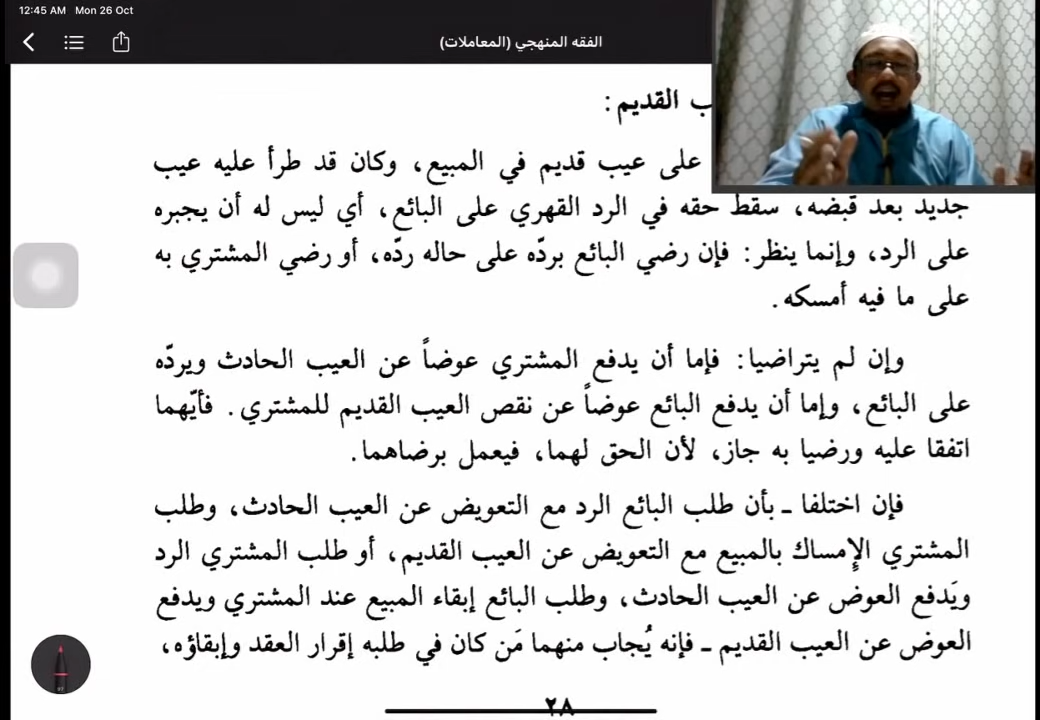 12:45 AM Mon 26 Oct
الفقه المنهجي (المعاملات)
ب القديم :
على عيب قديم في المبيع، وكان قد طرأ عليه عيب
جديد بعد قبضه، سقط حقه في الرد القهري على البائع، أي ليس له أن يجبره
على الرد، وإنما ينظر: فإن رضي البائع بردّه على حاله ردّه، أو رضي المشتري به
على ما فيه أمسكه.
وإن لم يتراضيا: فإما أن يدفع المشتري عوضاً عن العيب الحادث ويردّه
على البائع، وإما أن يدفع البائع عوضاً عن نقص العيب القديم للمشتري. فأيّهما
اتفقا عليه ورضيا به جاز، لأن الحق لهما، فيعمل برضاهما.
فإن اختلفا ـ بأن طلب البائع الرد مع التعويض عن العيب الحادث، وطلب
المشتري الإِمساك بالمبيع مع التعويض عن العيب القديم، أو طلب المشتري الرد
ويَدفع العوض عن العيب الحادث، وطلب البائع إبقاء المبيع عند المشتري ويدفع
العوض عن العيب القديم ـ فإنه يُجاب منهما مَن كان في طلبه إقرار العقد وإبقاؤه،
٢٨
97